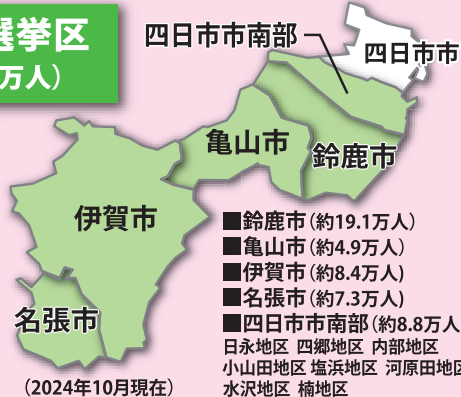 選挙区
万人)
四日市市南部
四日市市
亀山市
鈴鹿市
伊賀市
名張市
■鈴鹿市(約19.1万人)
■亀山市(約4.9万人)
■伊賀市(約8.4万人)
■名張市(約7.3万人)
■四日市市南部(約8.8万人
日永地区 四郷地区 内部地区
小山田地区 塩浜地区 河原田地区
水沢地区 楠地区
(2024年10月現在)